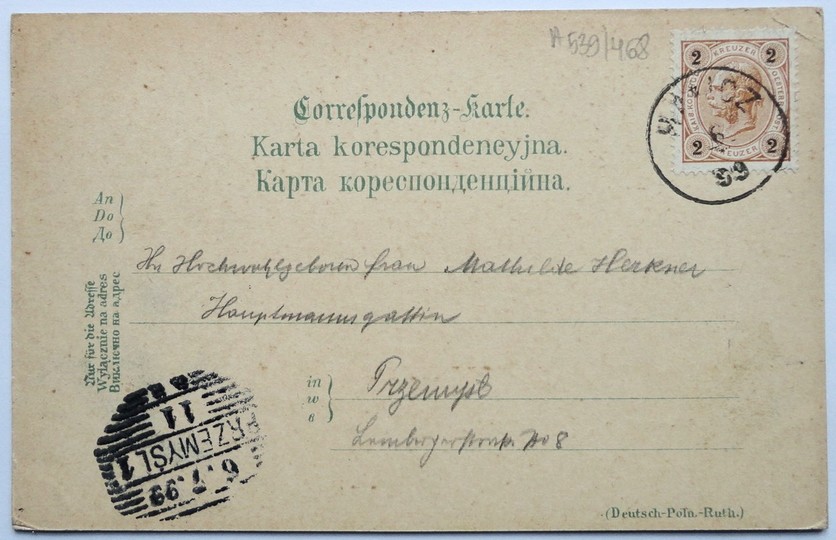 A 539/468
2 KREUZER 2
2 KREUZER 2
99
Correspondenz-Karte.
Karta korespondencyjna.
Карта кореспонденційна.
An
Do
До
Nur für die Adresse
Wyłącznie na adres
Виключно на адрес
Hochwohlgeboren frau Mathilde Herkner
Hauptmannsgattin
in
w
в
Przemysl
Lembergerstrasse No 8
PRZEMYŚL 1
6.7.99
11
(Deutsch-Poln.-Ruth.)